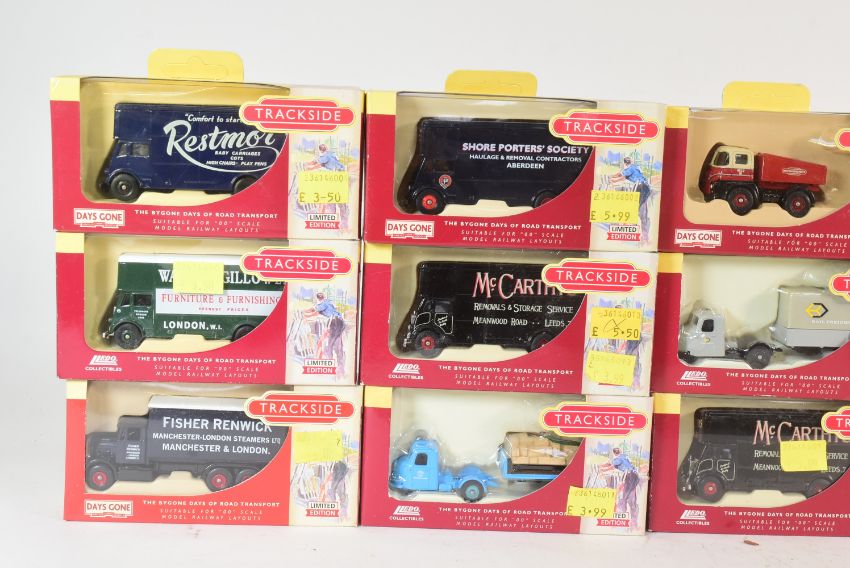 TRACKSIDE
"Comfort to
Restmor
BABY CARRIAGES
COTS
HIGH CHAIRS · PLAY PENS
£ 3-50
DAYS GONE
THE BYGONE DAYS OF ROAD TRANSPORT
SUITABLE FOR "00" SCALE
MODEL RAILWAY LAYOUTS
LIMITED
EDITION
TRACKSIDE
SHORE PORTERS' SOCIETY
HAULAGE & REMOVAL CONTRACTORS
ABERDEEN
£ 5.99
DAYS GONE
THE BYGONE DAYS OF ROAD TRANSPORT
SUITABLE FOR "00" SCALE
MODEL RAILWAY LAYOUTS
DAYS GONE
THE BYGONE DAYS OF ROAD TRANSPORT
SUITABLE FOR "00" SCALE
MODEL RAILWAY LAYOUTS
TRACKSIDE
FURNITURE & FURNISHING
LONDON, W.I.
LLEDO
COLLECTIBLES
THE BYGONE DAYS OF ROAD TRANSPORT
SUITABLE FOR "00" SCALE
MODEL RAILWAY LAYOUTS
LIMITED
EDITION
TRACKSIDE
McCARTHY
REMOVALS & STORAGE SERVICE
MEANWOOD ROAD · · LEEDS, 7
£ 5.50
LLEDO
COLLECTIBLES
THE BYGONE DAYS OF ROAD TRANSPORT
SUITABLE FOR "00" SCALE
MODEL RAILWAY LAYOUTS
LLEDO
COLLECTIBLES
THE BYGONE DAYS OF ROAD TRANSPORT
SUITABLE FOR "00" SCALE
MODEL RAILWAY LAYOUTS
TRACKSIDE
FISHER RENWICK
MANCHESTER-LONDON STEAMERS LTD
MANCHESTER & LONDON.
DAYS GONE
THE BYGONE DAYS OF ROAD TRANSPORT
SUITABLE FOR "00" SCALE
MODEL RAILWAY LAYOUTS
LIMITED
EDITION
TRACKSIDE
£ 3-99
LLEDO
COLLECTIBLES
THE BYGONE DAYS OF ROAD TRANSPORT
SUITABLE FOR "00" SCALE
MODEL RAILWAY LAYOUTS
McCARTHY
MEANWOOD
LEEDS, 7
LLEDO
COLLECTIBLES
THE BYGONE DAYS OF ROAD TRANSPORT
SUITABLE FOR "00" SCALE
MODEL RAILWAY LAYOUTS